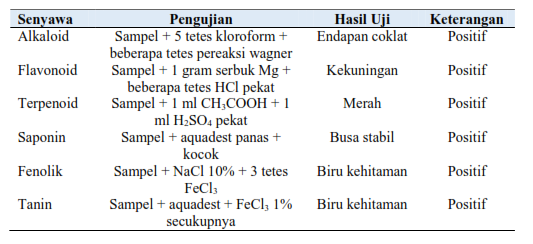 Senyawa Pengujian Hasil Uji Keterangan
Alkaloid Sampel + 5 tetes kloroform + Endapan coklat Positif
beberapa tetes pereaksi wagner
Flavonoid Sampel + 1 gram serbuk Mg + Kekuningan Positif
beberapa tetes HCl pekat
Terpenoid Sampel + 1 ml CH₃COOH + 1 Merah Positif
ml H₂SO₄ pekat
Saponin Sampel + aquadest panas + Busa stabil Positif
kocok
Fenolik Sampel + NaCl 10% + 3 tetes Biru kehitaman Positif
FeCl₃
Tanin Sampel + aquadest + FeCl₃ 1% Biru kehitaman Positif
secukupnya